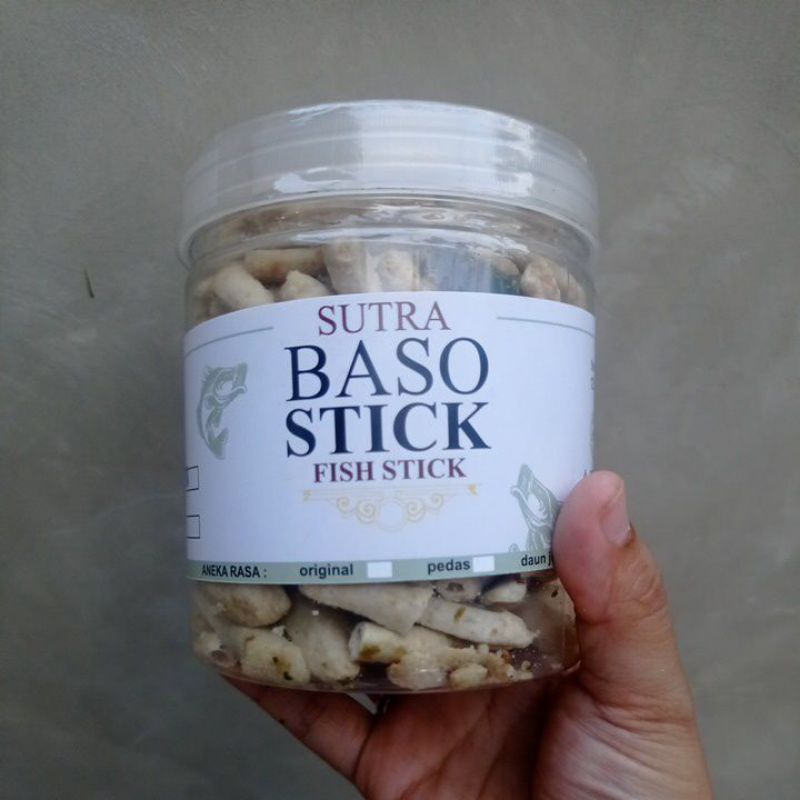 SUTRA
BASO
STICK
FISH STICK
ANEKA RASA : original pedas daun